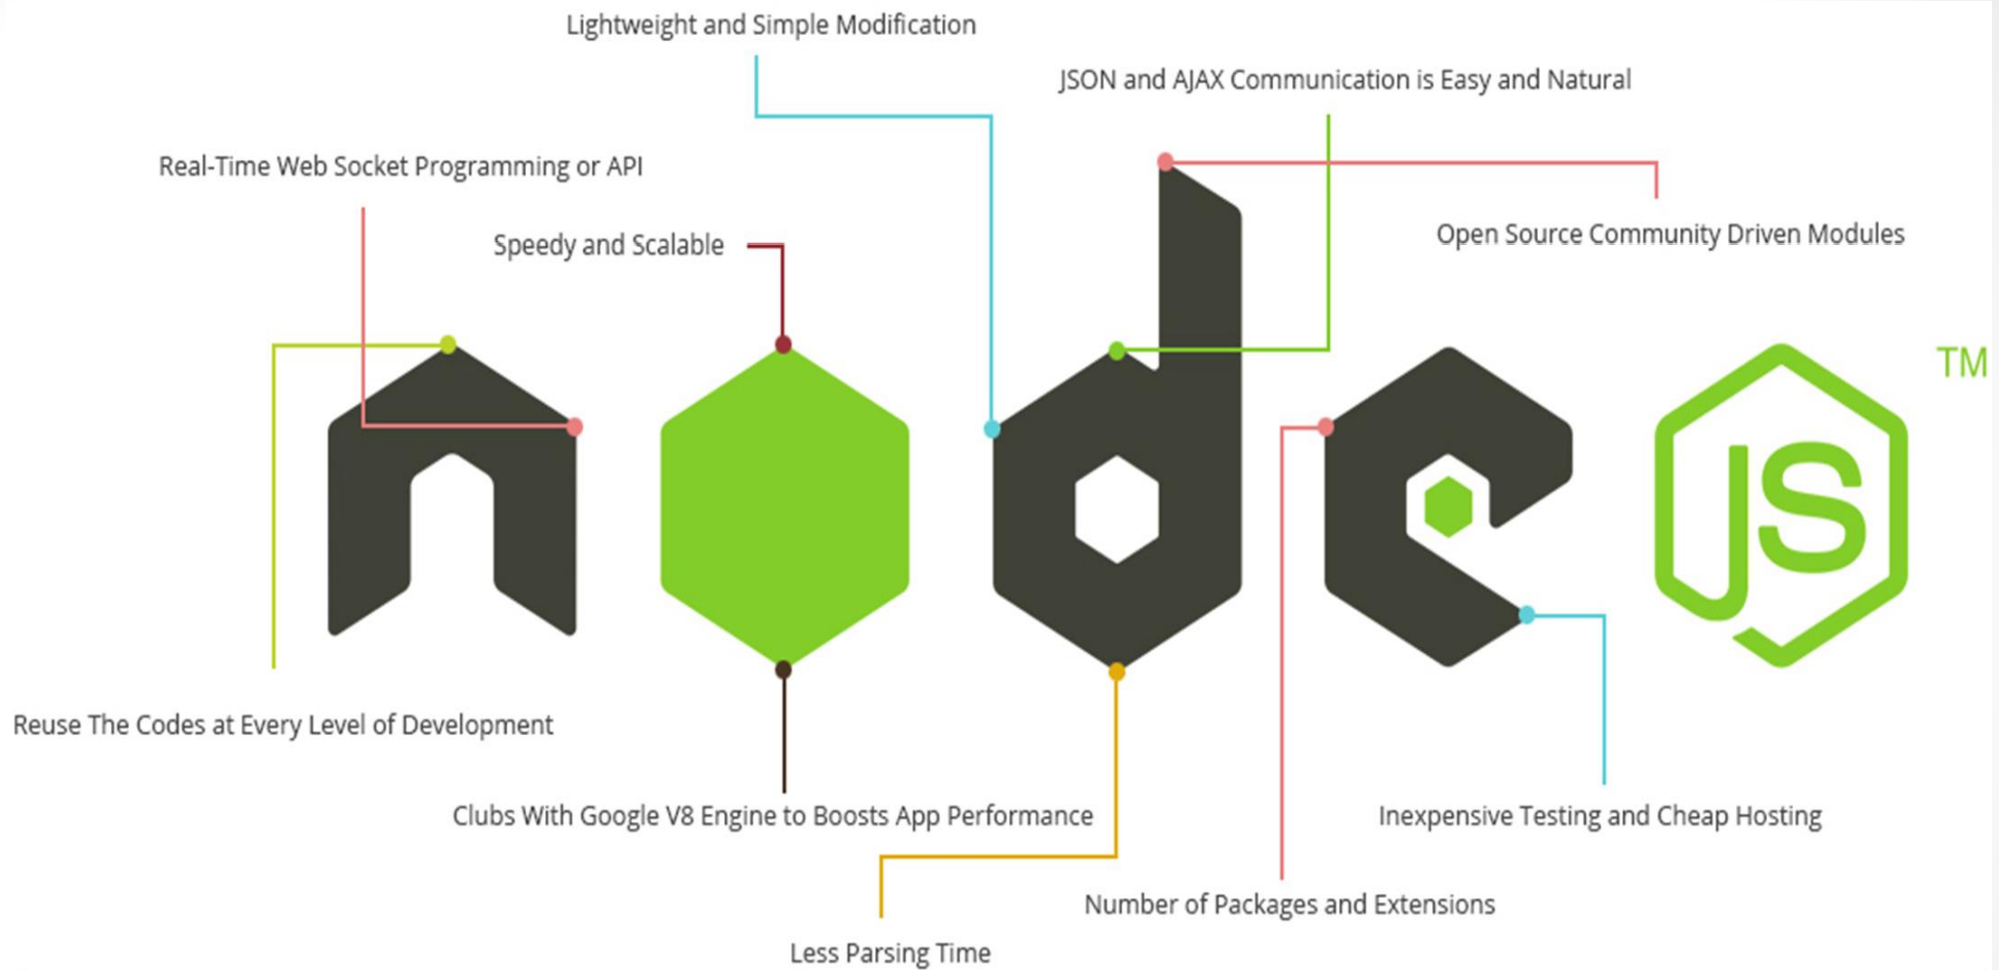 Lightweight and Simple Modification
JSON and AJAX Communication is Easy and Natural
Real-Time Web Socket Programming or API
Speedy and Scalable
Open Source Community Driven Modules
node
JS
TM
Reuse The Codes at Every Level of Development
Clubs With Google V8 Engine to Boosts App Performance
Inexpensive Testing and Cheap Hosting
Number of Packages and Extensions
Less Parsing Time